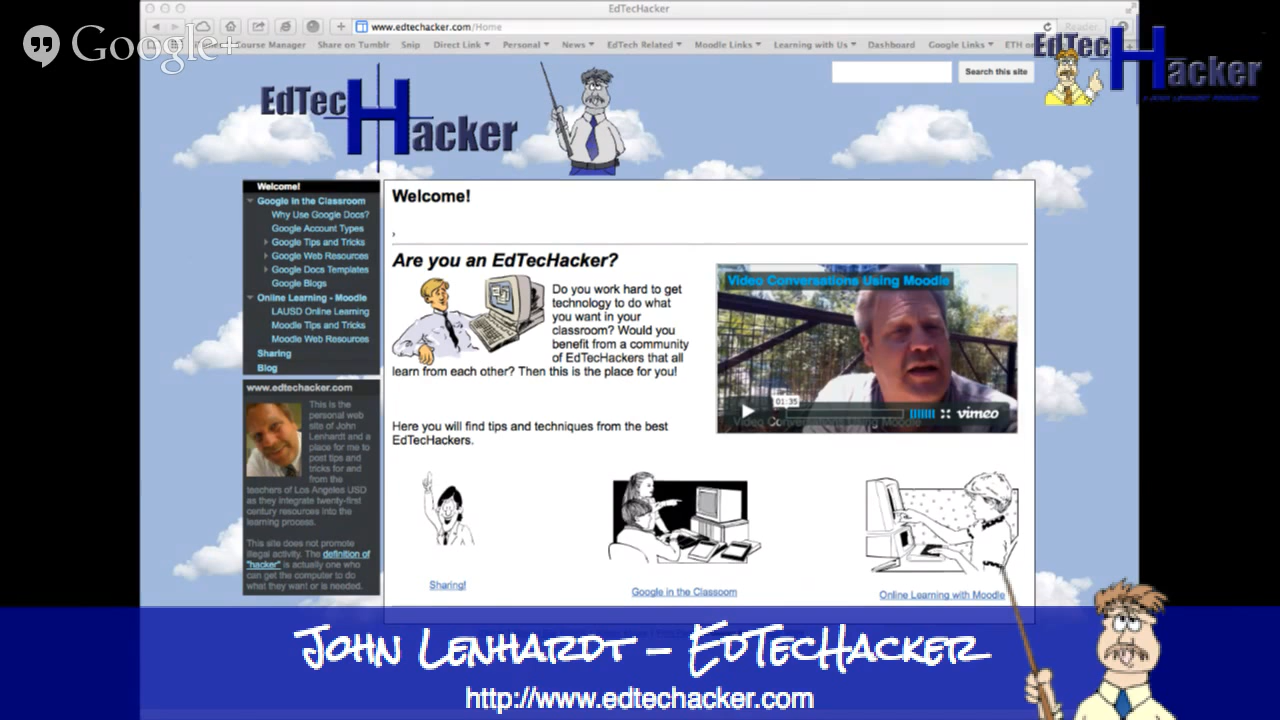 EdTecHacker
Google+
www.edtechacker.com/Home
Reader
Course Manager Share on Tumblr Snip Direct Link Personal News EdTech Related Moodle Links Learning with Us Dashboard Google Links ETH
EdTecHacker
EdTecHacker
Search this site
Welcome!
Google in the Classroom
Why Use Google Docs?
Google Account Types
Google Tips and Tricks
Google Web Resources
Google Docs Templates
Google Blogs
Online Learning - Moodle
LAUSD Online Learning
Moodle Tips and Tricks
Moodle Web Resources
Sharing
Blog
www.edtechacker.com
This is the
personal web
site of John
Lenhardt and a
place for me to
post tips and
tricks for and
from the
teachers of Los Angeles USD
as they integrate twenty-first
century resources into the
learning process.
This site does not promote
illegal activity. The definition of
"hacker" is actually one who
can get the computer to do
what they want or is needed.
Welcome!
,
Are you an EdTecHacker?
Do you work hard to get
technology to do what
you want in your
classroom? Would you
benefit from a community
of EdTecHackers that all
learn from each other? Then this is the place for you!
Here you will find tips and techniques from the best
EdTecHackers.
Video Conversations Using Moodle
01:35
vimeo
Video Conversations Using Moodle
Sharing!
Google in the Classoom
Online Learning with Moodle
John Lenhardt - EdTecHacker
http://www.edtechacker.com